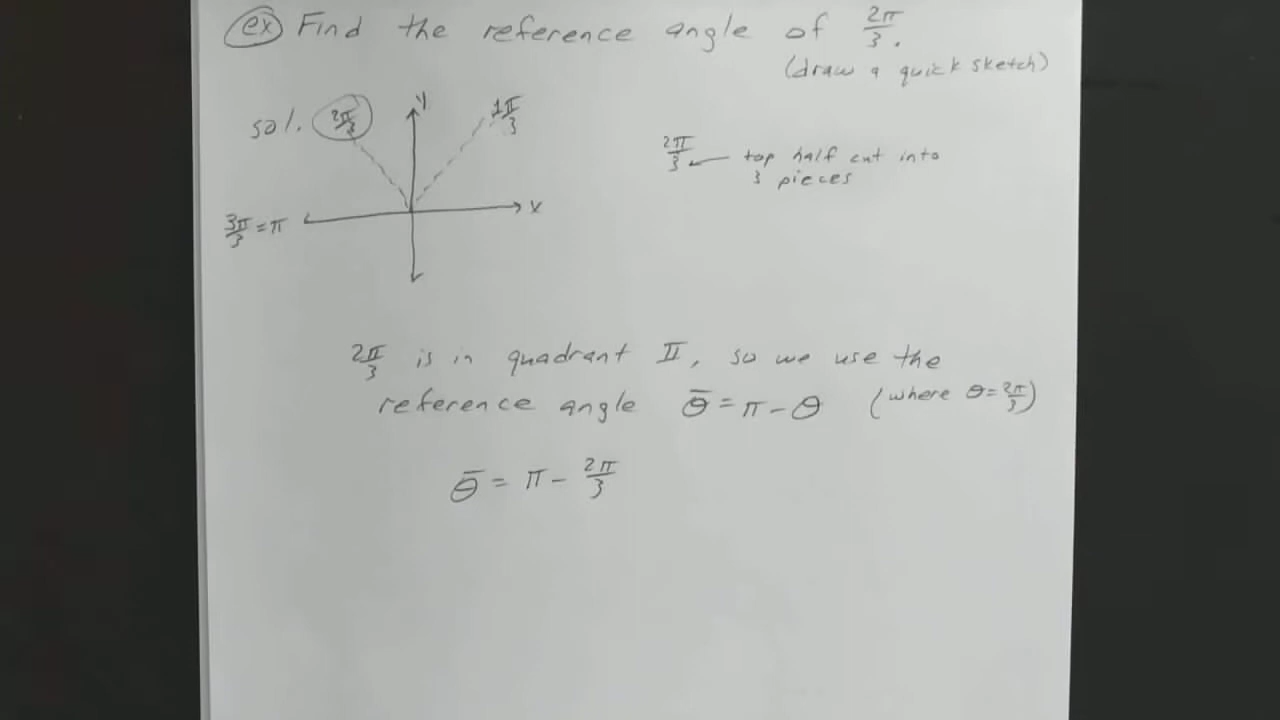 ex Find the reference angle of 2π/3.
(draw a quick sketch)
sol. 2π/3 y 1π/3
2π/3 ← top half cut into
3 pieces
x
3π/3 = π
2π/3 is in quadrant II, so we use the
reference angle θ̄ = π - θ (where θ = 2π/3)
θ̄ = π - 2π/3